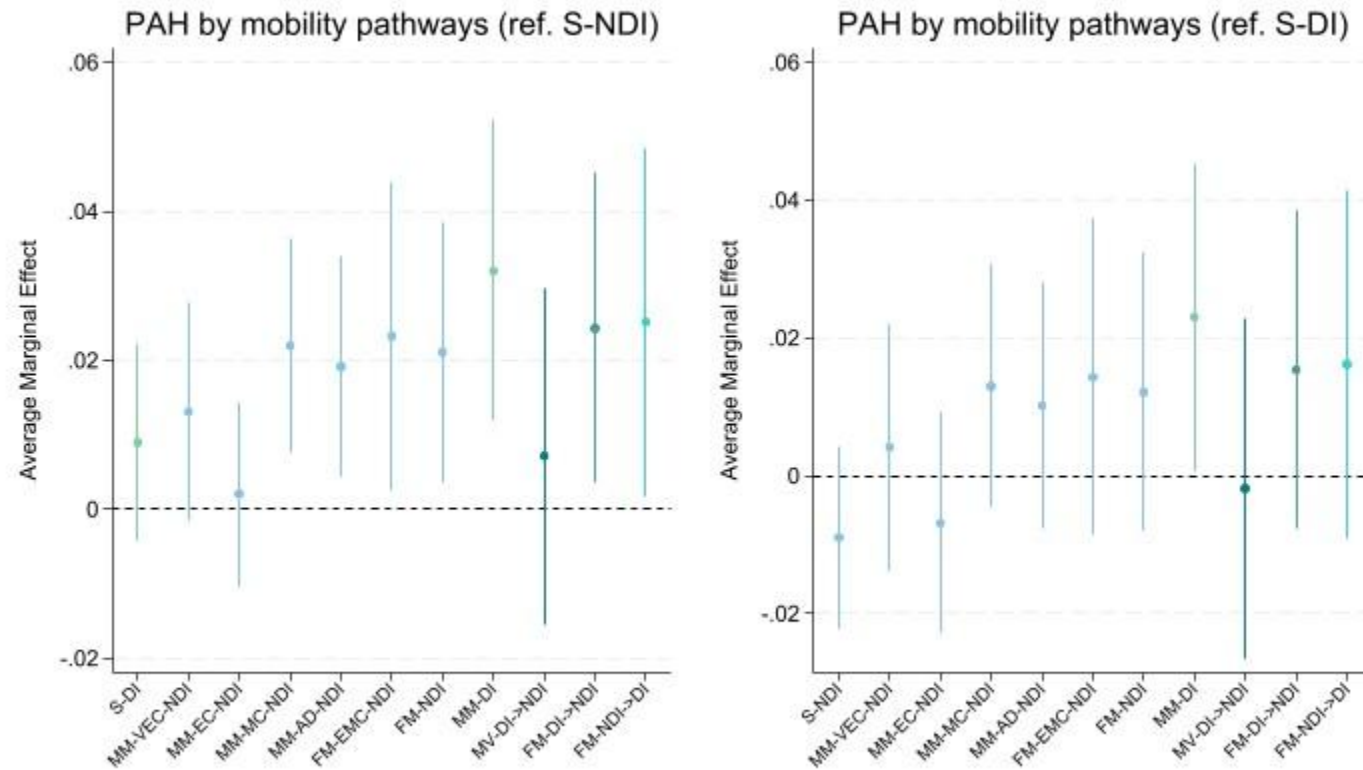 PAH by mobility pathways (ref. S-NDI)
Average Marginal Effect
.06
.04
.02
0
-.02
S-DI
MM-VEC-NDI
MM-EC-NDI
MM-MC-NDI
MM-AD-NDI
FM-EMC-NDI
FM-NDI
MM-DI
MV-DI->NDI
FM-DI->NDI
FM-NDI->DI
PAH by mobility pathways (ref. S-DI)
Average Marginal Effect
.06
.04
.02
0
-.02
S-NDI
MM-VEC-NDI
MM-EC-NDI
MM-MC-NDI
MM-AD-NDI
FM-EMC-NDI
FM-NDI
MM-DI
MV-DI->NDI
FM-DI->NDI
FM-NDI->DI